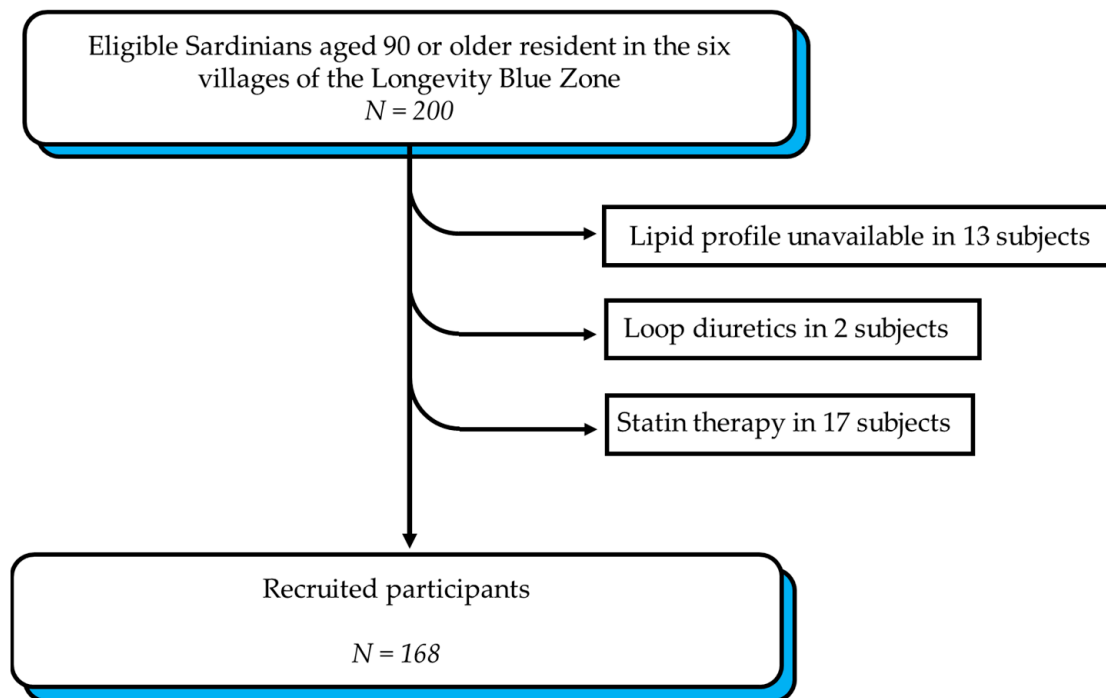 Eligible Sardinians aged 90 or older resident in the six
villages of the Longevity Blue Zone
N = 200
Lipid profile unavailable in 13 subjects
Loop diuretics in 2 subjects
Statin therapy in 17 subjects
Recruited participants
N = 168